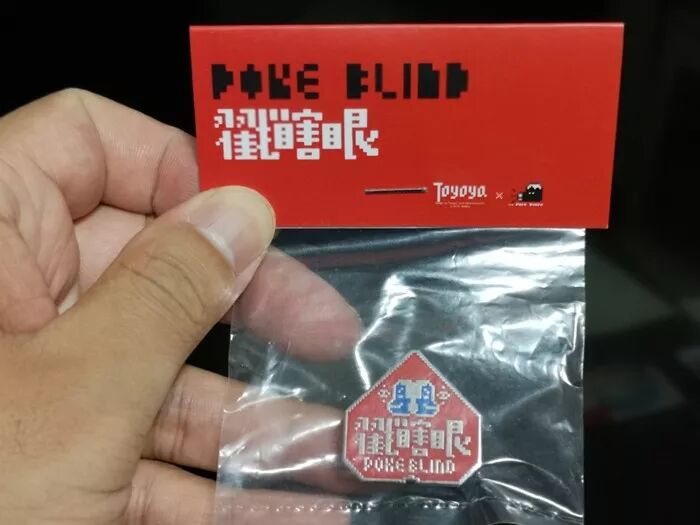 POKE BLIND
戳瞎眼
Toyoya ×
戳瞎眼
POKE BLIND